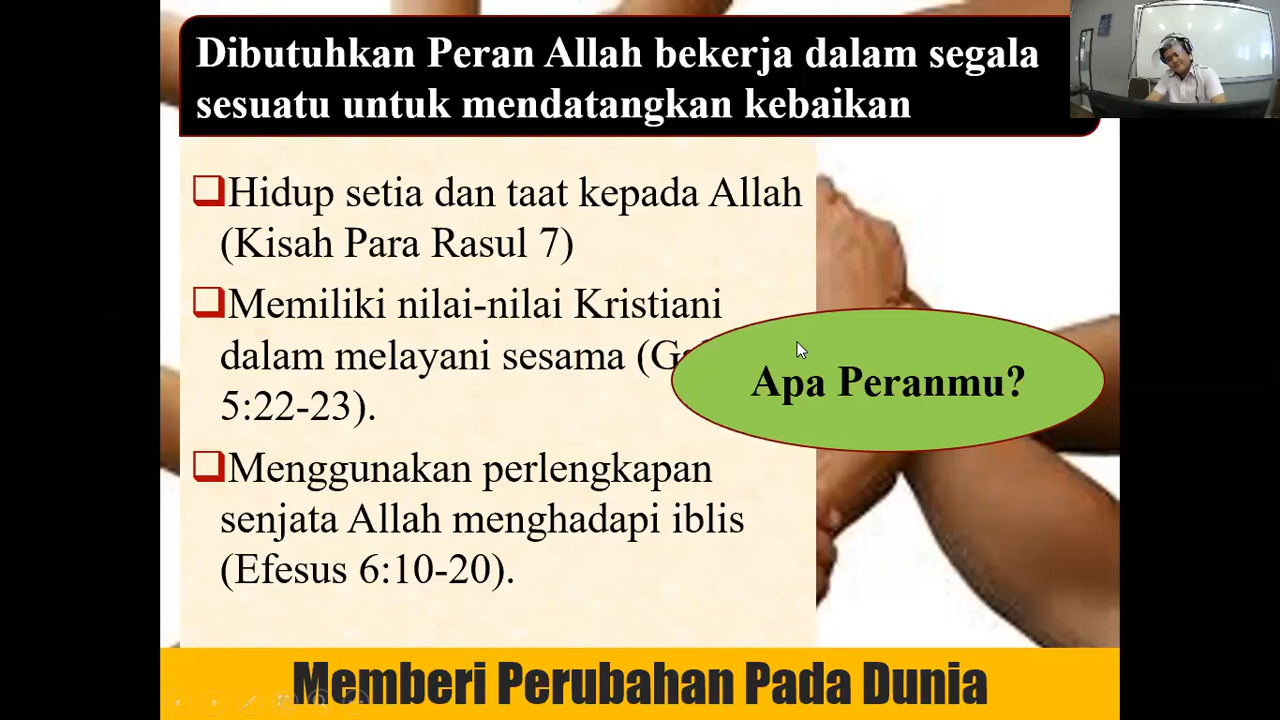 Dibutuhkan Peran Allah bekerja dalam segala
sesuatu untuk mendatangkan kebaikan
Hidup setia dan taat kepada Allah
(Kisah Para Rasul 7)
Memiliki nilai-nilai Kristiani
dalam melayani sesama
5:22-23).
Apa Peranmu?
Menggunakan perlengkapan
senjata Allah menghadapi iblis
(Efesus 6:10-20).
Memberi Perubahan Pada Dunia